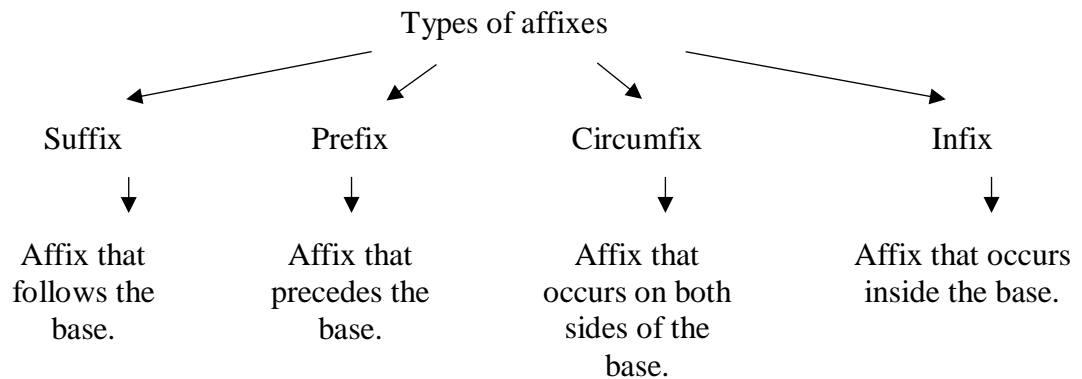 Types of affixes
Suffix
Prefix
Circumfix
Infix
Affix that
follows the
base.
Affix that
precedes the
base.
Affix that
occurs on both
sides of the
base.
Affix that occurs
inside the base.